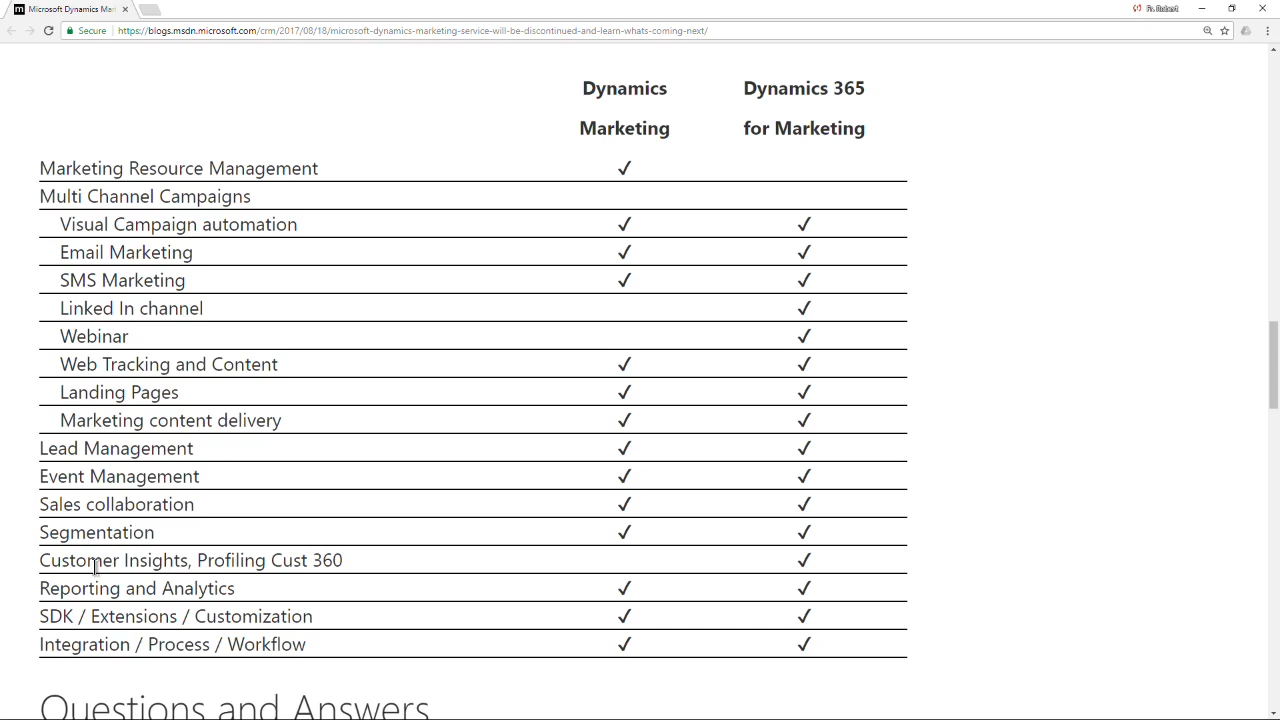 Microsoft Dynamics Mar
Secure
https://blogs.msdn.microsoft.com/crm/2017/08/18/microsoft-dynamics-marketing-service-will-be-discontinued-and-learn-whats-coming-next/
Dynamics Marketing
Dynamics 365 for Marketing
Marketing Resource Management ✓
Multi Channel Campaigns
Visual Campaign automation ✓ ✓
Email Marketing ✓ ✓
SMS Marketing ✓ ✓
Linked In channel ✓
Webinar ✓
Web Tracking and Content ✓ ✓
Landing Pages ✓ ✓
Marketing content delivery ✓ ✓
Lead Management ✓ ✓
Event Management ✓ ✓
Sales collaboration ✓ ✓
Segmentation ✓ ✓
Customer Insights, Profiling Cust 360 ✓
Reporting and Analytics ✓ ✓
SDK / Extensions / Customization ✓ ✓
Integration / Process / Workflow ✓ ✓
Questions and Answers